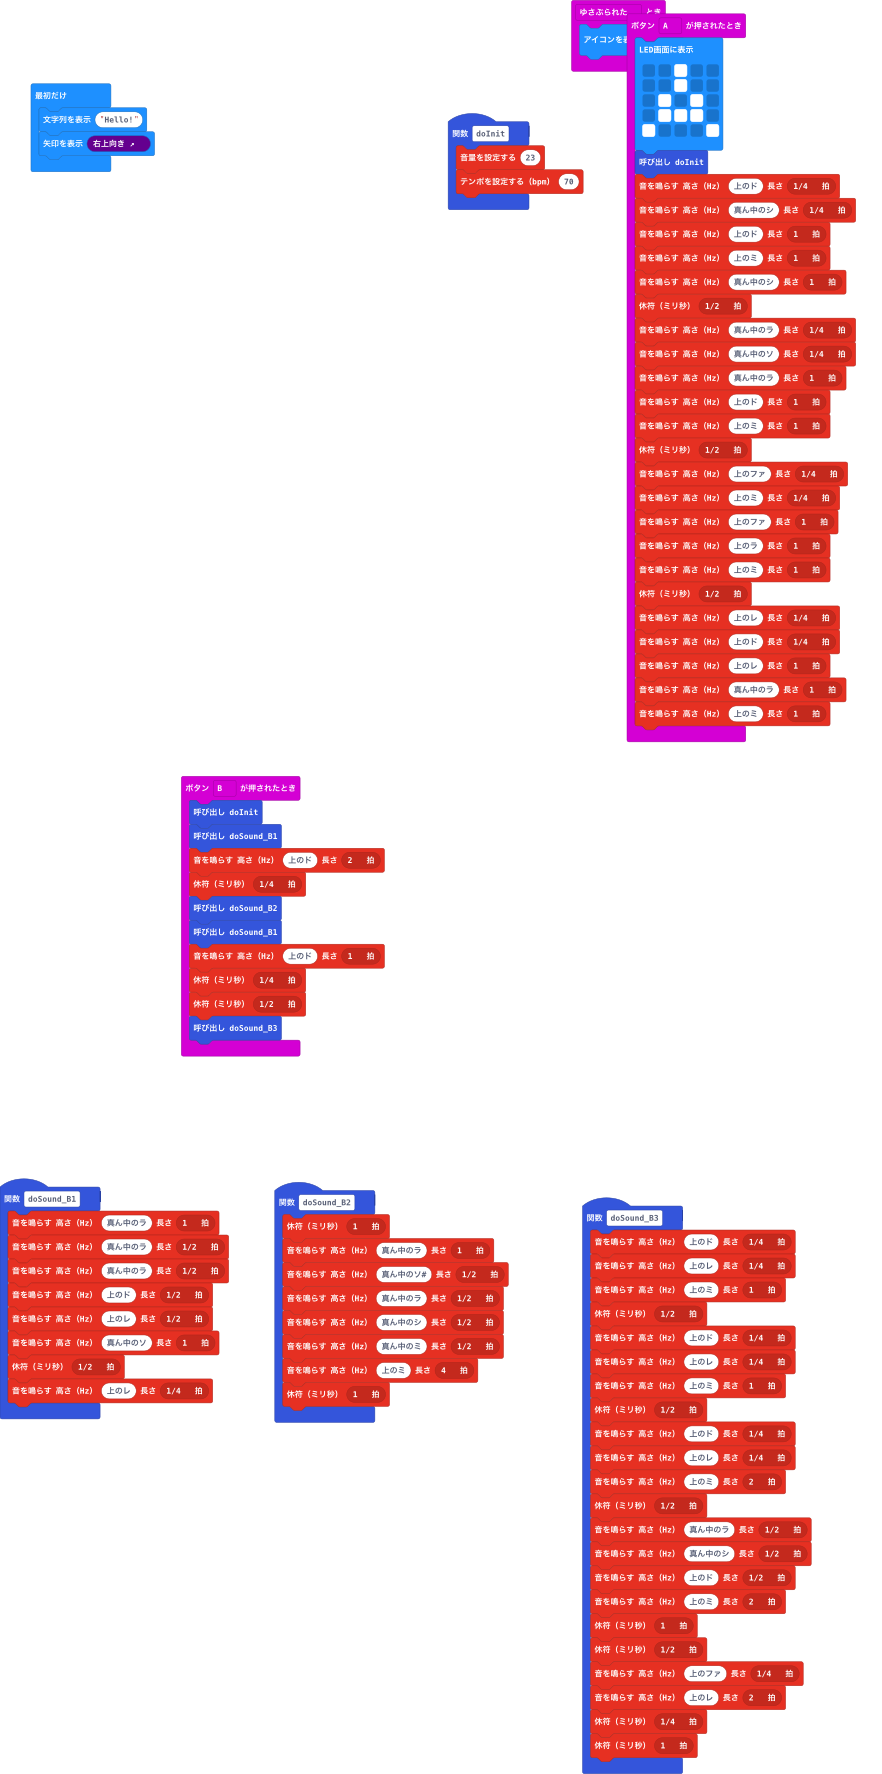 最初だけ
文字列を表示 "Hello!"
矢印を表示 右上向き ↗
関数 doInit
音量を設定する 23
テンポを設定する (bpm) 70
ゆさぶられた とき
アイコンを表
ボタン A が押されたとき
LED画面に表示
呼び出し doInit
音を鳴らす 高さ (Hz) 上のド 長さ 1/4 拍
音を鳴らす 高さ (Hz) 真ん中のシ 長さ 1/4 拍
音を鳴らす 高さ (Hz) 上のド 長さ 1 拍
音を鳴らす 高さ (Hz) 上のミ 長さ 1 拍
音を鳴らす 高さ (Hz) 真ん中のシ 長さ 1 拍
休符 (ミリ秒) 1/2 拍
音を鳴らす 高さ (Hz) 真ん中のラ 長さ 1/4 拍
音を鳴らす 高さ (Hz) 真ん中のソ 長さ 1/4 拍
音を鳴らす 高さ (Hz) 真ん中のラ 長さ 1 拍
音を鳴らす 高さ (Hz) 上のド 長さ 1 拍
音を鳴らす 高さ (Hz) 上のミ 長さ 1 拍
休符 (ミリ秒) 1/2 拍
音を鳴らす 高さ (Hz) 上のファ 長さ 1/4 拍
音を鳴らす 高さ (Hz) 上のミ 長さ 1/4 拍
音を鳴らす 高さ (Hz) 上のファ 長さ 1 拍
音を鳴らす 高さ (Hz) 上のラ 長さ 1 拍
音を鳴らす 高さ (Hz) 上のミ 長さ 1 拍
休符 (ミリ秒) 1/2 拍
音を鳴らす 高さ (Hz) 上のレ 長さ 1/4 拍
音を鳴らす 高さ (Hz) 上のド 長さ 1/4 拍
音を鳴らす 高さ (Hz) 上のレ 長さ 1 拍
音を鳴らす 高さ (Hz) 真ん中のラ 長さ 1 拍
音を鳴らす 高さ (Hz) 上のミ 長さ 1 拍
ボタン B が押されたとき
呼び出し doInit
呼び出し doSound_B1
音を鳴らす 高さ (Hz) 上のド 長さ 2 拍
休符 (ミリ秒) 1/4 拍
呼び出し doSound_B2
呼び出し doSound_B1
音を鳴らす 高さ (Hz) 上のド 長さ 1 拍
休符 (ミリ秒) 1/4 拍
休符 (ミリ秒) 1/2 拍
呼び出し doSound_B3
関数 doSound_B1
音を鳴らす 高さ (Hz) 真ん中のラ 長さ 1 拍
音を鳴らす 高さ (Hz) 真ん中のラ 長さ 1/2 拍
音を鳴らす 高さ (Hz) 真ん中のラ 長さ 1/2 拍
音を鳴らす 高さ (Hz) 上のド 長さ 1/2 拍
音を鳴らす 高さ (Hz) 上のレ 長さ 1/2 拍
音を鳴らす 高さ (Hz) 真ん中のソ 長さ 1 拍
休符 (ミリ秒) 1/2 拍
音を鳴らす 高さ (Hz) 上のレ 長さ 1/4 拍
関数 doSound_B2
休符 (ミリ秒) 1 拍
音を鳴らす 高さ (Hz) 真ん中のラ 長さ 1 拍
音を鳴らす 高さ (Hz) 真ん中のソ# 長さ 1/2 拍
音を鳴らす 高さ (Hz) 真ん中のラ 長さ 1/2 拍
音を鳴らす 高さ (Hz) 真ん中のシ 長さ 1/2 拍
音を鳴らす 高さ (Hz) 真ん中のミ 長さ 1/2 拍
音を鳴らす 高さ (Hz) 上のミ 長さ 4 拍
休符 (ミリ秒) 1 拍
関数 doSound_B3
音を鳴らす 高さ (Hz) 上のド 長さ 1/4 拍
音を鳴らす 高さ (Hz) 上のレ 長さ 1/4 拍
音を鳴らす 高さ (Hz) 上のミ 長さ 1 拍
休符 (ミリ秒) 1/2 拍
音を鳴らす 高さ (Hz) 上のド 長さ 1/4 拍
音を鳴らす 高さ (Hz) 上のレ 長さ 1/4 拍
音を鳴らす 高さ (Hz) 上のミ 長さ 1 拍
休符 (ミリ秒) 1/2 拍
音を鳴らす 高さ (Hz) 上のド 長さ 1/4 拍
音を鳴らす 高さ (Hz) 上のレ 長さ 1/4 拍
音を鳴らす 高さ (Hz) 上のミ 長さ 2 拍
休符 (ミリ秒) 1/2 拍
音を鳴らす 高さ (Hz) 真ん中のラ 長さ 1/2 拍
音を鳴らす 高さ (Hz) 真ん中のシ 長さ 1/2 拍
音を鳴らす 高さ (Hz) 上のド 長さ 1/2 拍
音を鳴らす 高さ (Hz) 上のミ 長さ 2 拍
休符 (ミリ秒) 1 拍
休符 (ミリ秒) 1/2 拍
音を鳴らす 高さ (Hz) 上のファ 長さ 1/4 拍
音を鳴らす 高さ (Hz) 上のレ 長さ 2 拍
休符 (ミリ秒) 1/4 拍
休符 (ミリ秒) 1 拍